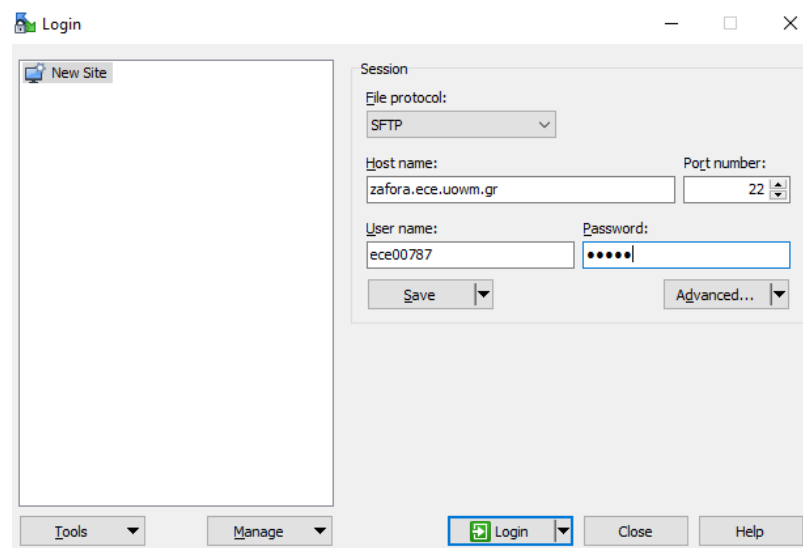 Login
New Site
Session
File protocol:
SFTP
Host name:
Port number:
zafora.ece.uowm.gr
22
User name:
Password:
ece00787
•••••
Save
Advanced...
Tools
Manage
Login
Close
Help